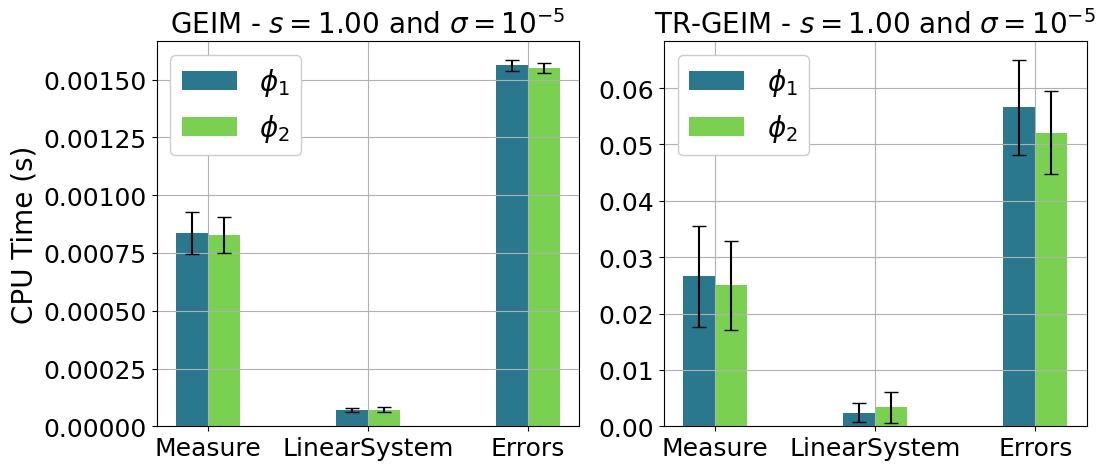 GEIM - s = 1.00 and σ = 10⁻⁵
CPU Time (s)
0.00150
0.00125
0.00100
0.00075
0.00050
0.00025
0.00000
ϕ₁
ϕ₂
Measure
LinearSystem
Errors
TR-GEIM - s = 1.00 and σ = 10⁻⁵
0.06
0.05
0.04
0.03
0.02
0.01
0.00
ϕ₁
ϕ₂
Measure
LinearSystem
Errors